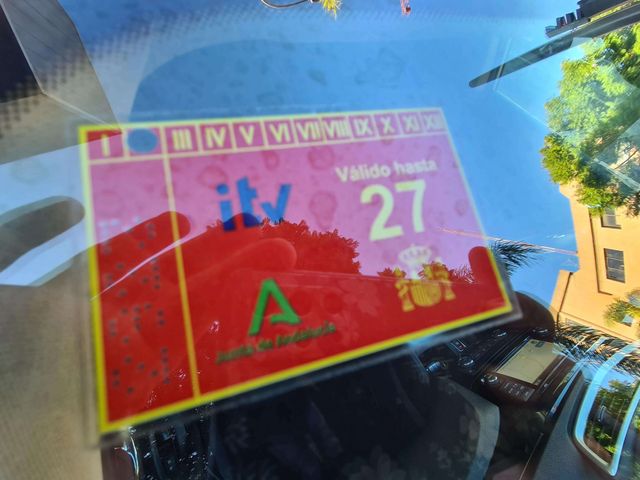 I III IV V VI VII VIII IX X XI XII
itv
Válido hasta
27
Junta de Andalucía